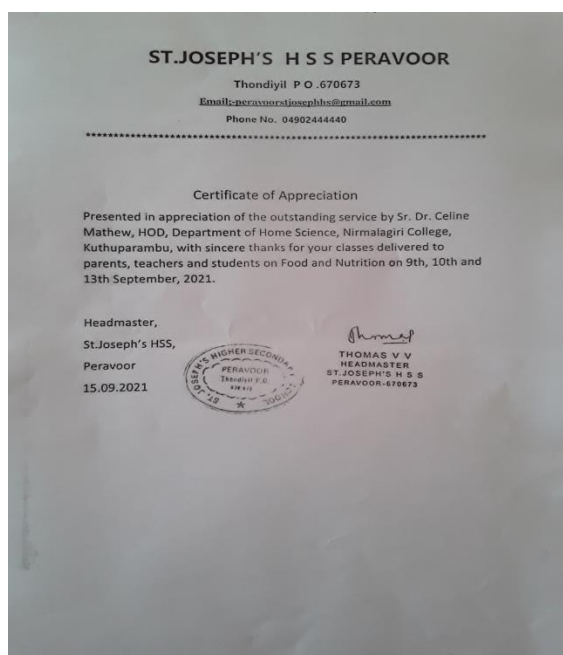 ST.JOSEPH'S H S S PERAVOOR
Thondiyil P O .670673
Email;-peravoorstjosephhs@gmail.com
Phone No. 04902444440
Certificate of Appreciation
Presented in appreciation of the outstanding service by Sr. Dr. Celine
Mathew, HOD, Department of Home Science, Nirmalagiri College,
Kuthuparambu, with sincere thanks for your classes delivered to
parents, teachers and students on Food and Nutrition on 9th, 10th and
13th September, 2021.
Headmaster,
St.Joseph's HSS,
Peravoor
15.09.2021
ST. JOSEPH'S HIGHER SECONDARY SCHOOL
PERAVOOR
Thondiyil P.O.
THOMAS V V
HEADMASTER
ST.JOSEPH'S H S S
PERAVOOR-670673